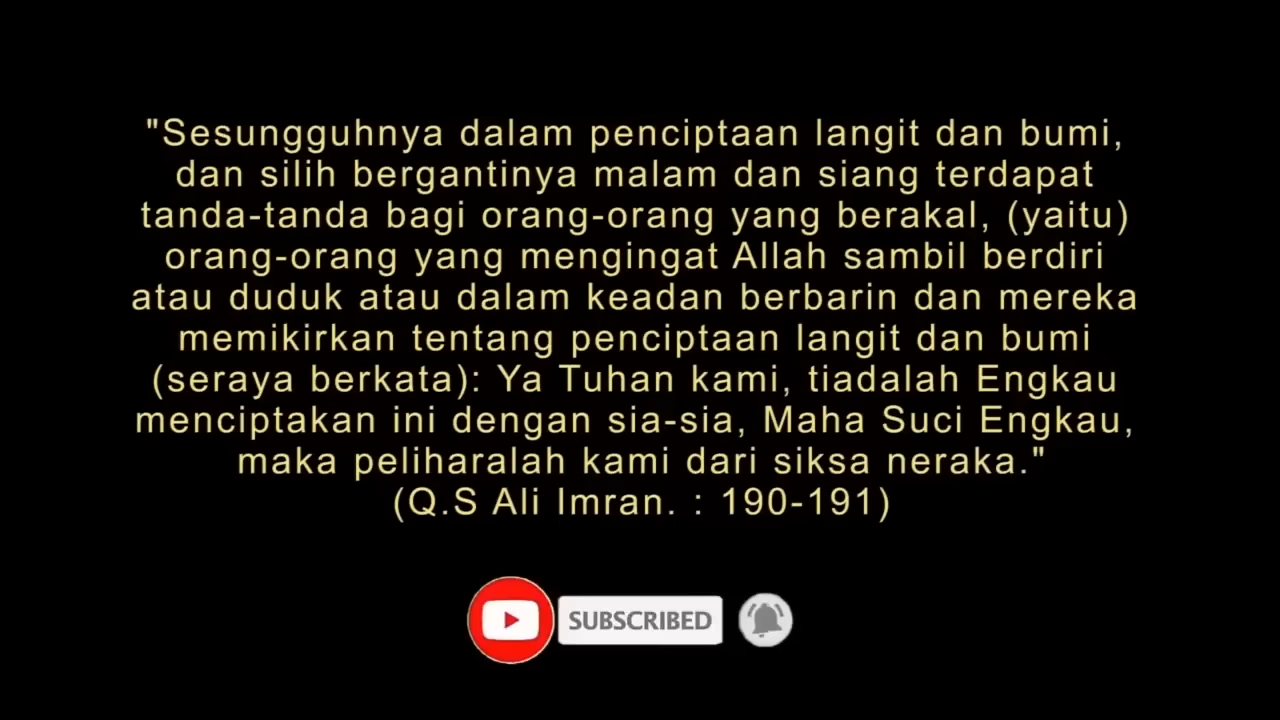 "Sesungguhnya dalam penciptaan langit dan bumi,
dan silih bergantinya malam dan siang terdapat
tanda-tanda bagi orang-orang yang berakal, (yaitu)
orang-orang yang mengingat Allah sambil berdiri
atau duduk atau dalam keadan berbarin dan mereka
memikirkan tentang penciptaan langit dan bumi
(seraya berkata): Ya Tuhan kami, tiadalah Engkau
menciptakan ini dengan sia-sia, Maha Suci Engkau,
maka peliharalah kami dari siksa neraka."
(Q.S Ali Imran. : 190-191)
SUBSCRIBED